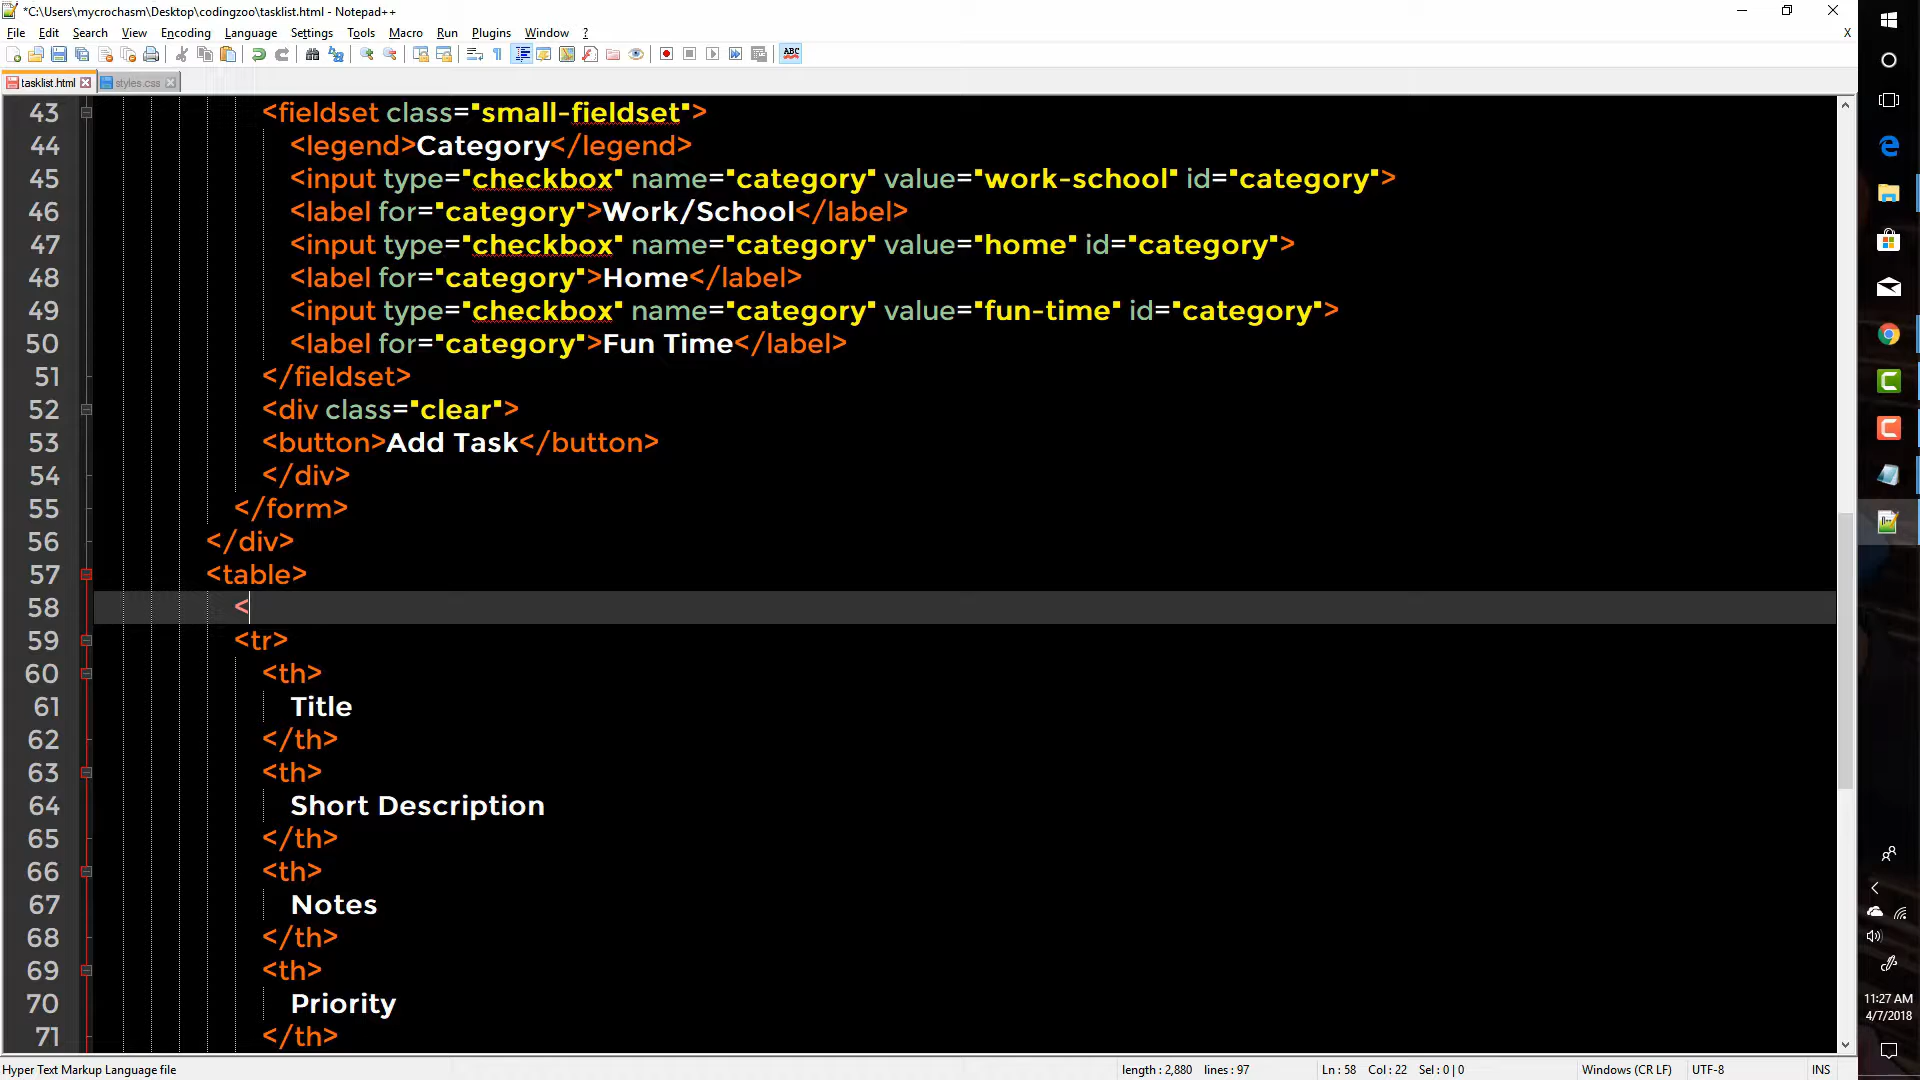 *C:\Users\mycrochasm\Desktop\codingzoo\tasklist.html - Notepad++
File Edit Search View Encoding Language Settings Tools Macro Run Plugins Window ? X
ABC
tasklist.html styles.css
43 <fieldset class="small-fieldset">
44 <legend>Category</legend>
45 <input type="checkbox" name="category" value="work-school" id="category">
46 <label for="category">Work/School</label>
47 <input type="checkbox" name="category" value="home" id="category">
48 <label for="category">Home</label>
49 <input type="checkbox" name="category" value="fun-time" id="category">
50 <label for="category">Fun Time</label>
51 </fieldset>
52 <div class="clear">
53 <button>Add Task</button>
54 </div>
55 </form>
56 </div>
57 <table>
58 <
59 <tr>
60 <th>
61 Title
62 </th>
63 <th>
64 Short Description
65 </th>
66 <th>
67 Notes
68 </th>
69 <th>
70 Priority
71 </th>
11:27 AM
4/7/2018
Hyper Text Markup Language file length : 2,880 lines : 97 Ln : 58 Col : 22 Sel : 0 | 0 Windows (CR LF) UTF-8 INS